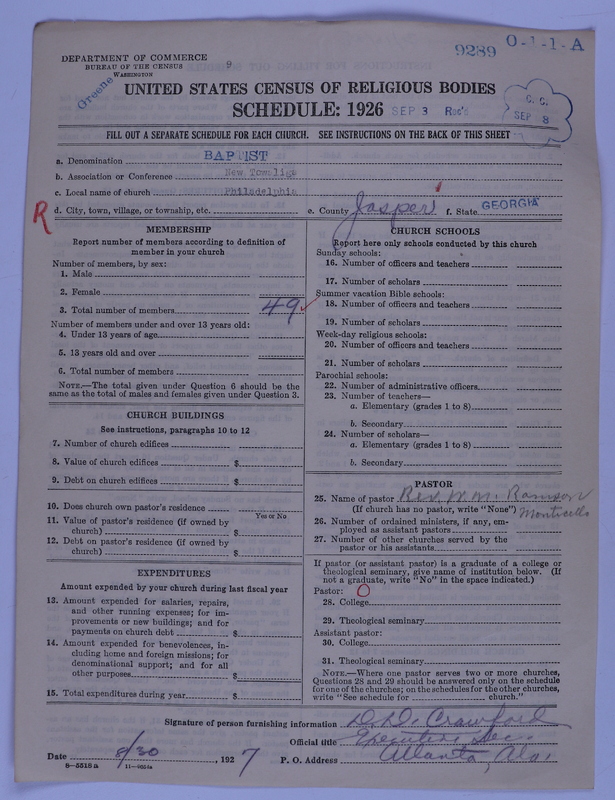 9289 O-1-1-A
DEPARTMENT OF COMMERCE
BUREAU OF THE CENSUS 9
WASHINGTON
Greene
UNITED STATES CENSUS OF RELIGIOUS BODIES
SCHEDULE: 1926 SEP 3 Rec'd
C. C.
SEP 8
FILL OUT A SEPARATE SCHEDULE FOR EACH CHURCH. SEE INSTRUCTIONS ON THE BACK OF THIS SHEET
a. Denomination BAPTIST
b. Association or Conference New Townliga
c. Local name of church Philadelphia
R d. City, town, village, or township, etc. e. County Jasper f. State GEORGIA
MEMBERSHIP
Report number of members according to definition of
member in your church
Number of members, by sex:
1. Male
2. Female
3. Total number of members 49
Number of members under and over 13 years old:
4. Under 13 years of age
5. 13 years old and over
6. Total number of members
NOTE.—The total given under Question 6 should be the
same as the total of males and females given under Question 3.
CHURCH BUILDINGS
See instructions, paragraphs 10 to 12
7. Number of church edifices
8. Value of church edifices $
9. Debt on church edifices $
10. Does church own pastor's residence
Yes or No
11. Value of pastor's residence (if owned by
church) $
12. Debt on pastor's residence (if owned by
church) $
EXPENDITURES
Amount expended by your church during last fiscal year
13. Amount expended for salaries, repairs,
and other running expenses; for im-
provements or new buildings; and for
payments on church debt $
14. Amount expended for benevolences, in-
cluding home and foreign missions; for
denominational support; and for all
other purposes $
15. Total expenditures during year $
CHURCH SCHOOLS
Report here only schools conducted by this church
Sunday schools:
16. Number of officers and teachers
17. Number of scholars
Summer vacation Bible schools:
18. Number of officers and teachers
19. Number of scholars
Week-day religious schools:
20. Number of officers and teachers
21. Number of scholars
Parochial schools:
22. Number of administrative officers
23. Number of teachers—
a. Elementary (grades 1 to 8)
b. Secondary
24. Number of scholars—
a. Elementary (grades 1 to 8)
b. Secondary
PASTOR
25. Name of pastor Rev. W. M. Ramson
(If church has no pastor, write "None") Monticello
26. Number of ordained ministers, if any, em-
ployed as assistant pastors
27. Number of other churches served by the
pastor or his assistants
If pastor (or assistant pastor) is a graduate of a college or
theological seminary, give name of institution below. (If
not a graduate, write "No" in the space indicated.)
Pastor: O
28. College
29. Theological seminary
Assistant pastor:
30. College
31. Theological seminary
NOTE.—Where one pastor serves two or more churches,
Questions 28 and 29 should be answered only on the schedule
for one of the churches; on the schedules for the other churches,
write "See schedule for church."
Signature of person furnishing information D. D. Crawford
Official title Executive Sec.
Date 8/30, 1927 P. O. Address Atlanta, Ga.
8—5518a 11—9554a